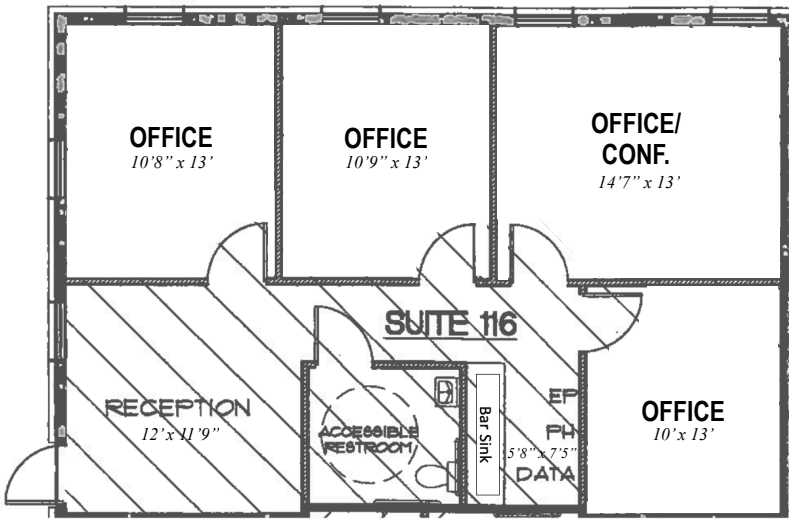 OFFICE
10'8" x 13'
OFFICE
10'9" x 13'
OFFICE/
CONF.
14'7" x 13'
SUITE 116
RECEPTION
12' x 11'9"
ACCESSIBLE
RESTROOM
Bar Sink
EP
PH
5'8" x 7'5"
DATA
OFFICE
10' x 13'